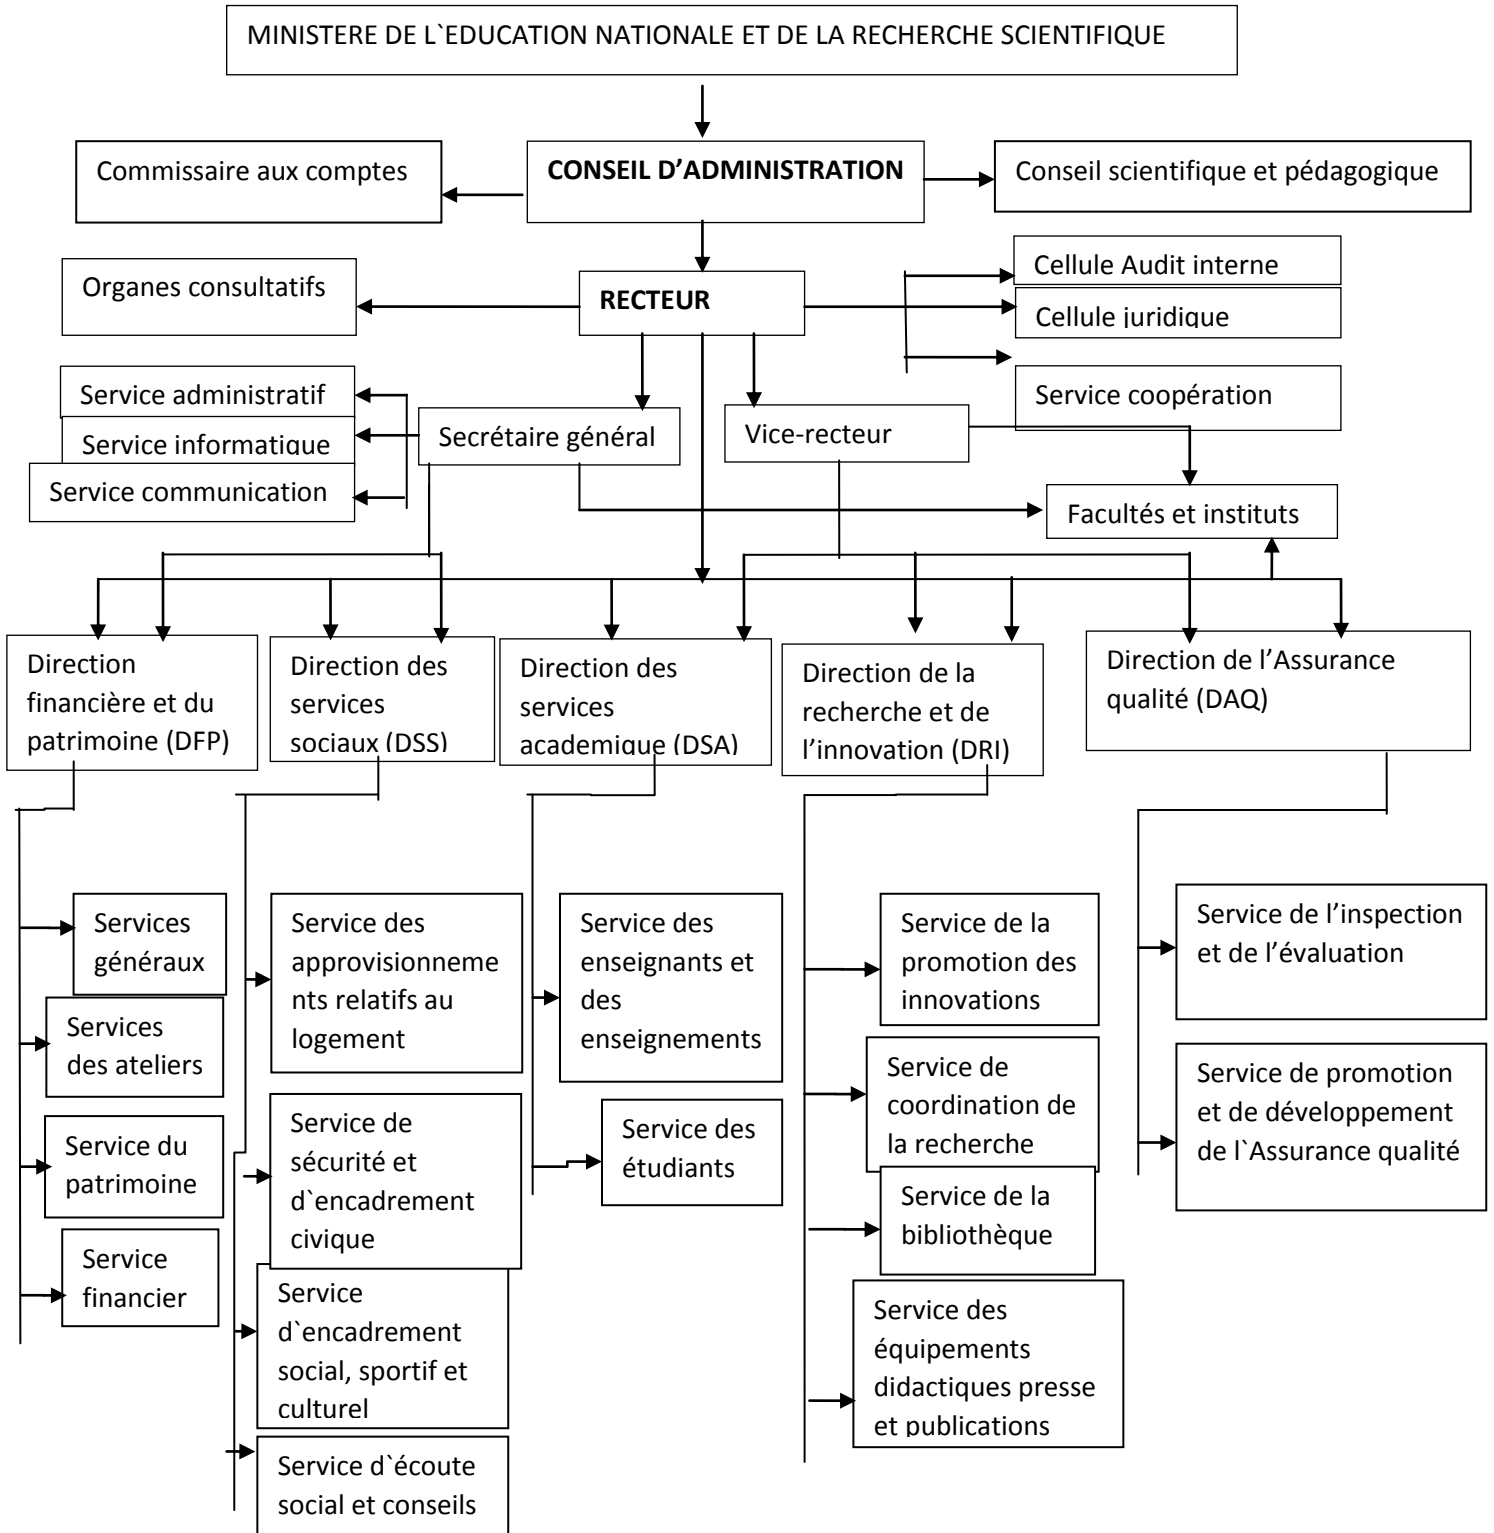 MINISTERE DE L`EDUCATION NATIONALE ET DE LA RECHERCHE SCIENTIFIQUE
Commissaire aux comptes
CONSEIL D’ADMINISTRATION
Conseil scientifique et pédagogique
Organes consultatifs
RECTEUR
Cellule Audit interne
Cellule juridique
Service coopération
Service administratif
Service informatique
Service communication
Secrétaire général
Vice-recteur
Facultés et instituts
Direction
financière et du
patrimoine (DFP)
Direction des
services
sociaux (DSS)
Direction des
services
academique (DSA)
Direction de la
recherche et de
l’innovation (DRI)
Direction de l’Assurance
qualité (DAQ)
Services
généraux
Services
des ateliers
Service du
patrimoine
Service
financier
Service des
approvisionneme
nts relatifs au
logement
Service de
sécurité et
d`encadrement
civique
Service
d`encadrement
social, sportif et
culturel
Service d`écoute
social et conseils
Service des
enseignants et
des
enseignements
Service des
étudiants
Service de la
promotion des
innovations
Service de
coordination de
la recherche
Service de la
bibliothèque
Service des
équipements
didactiques presse
et publications
Service de l’inspection
et de l’évaluation
Service de promotion
et de développement
de l`Assurance qualité